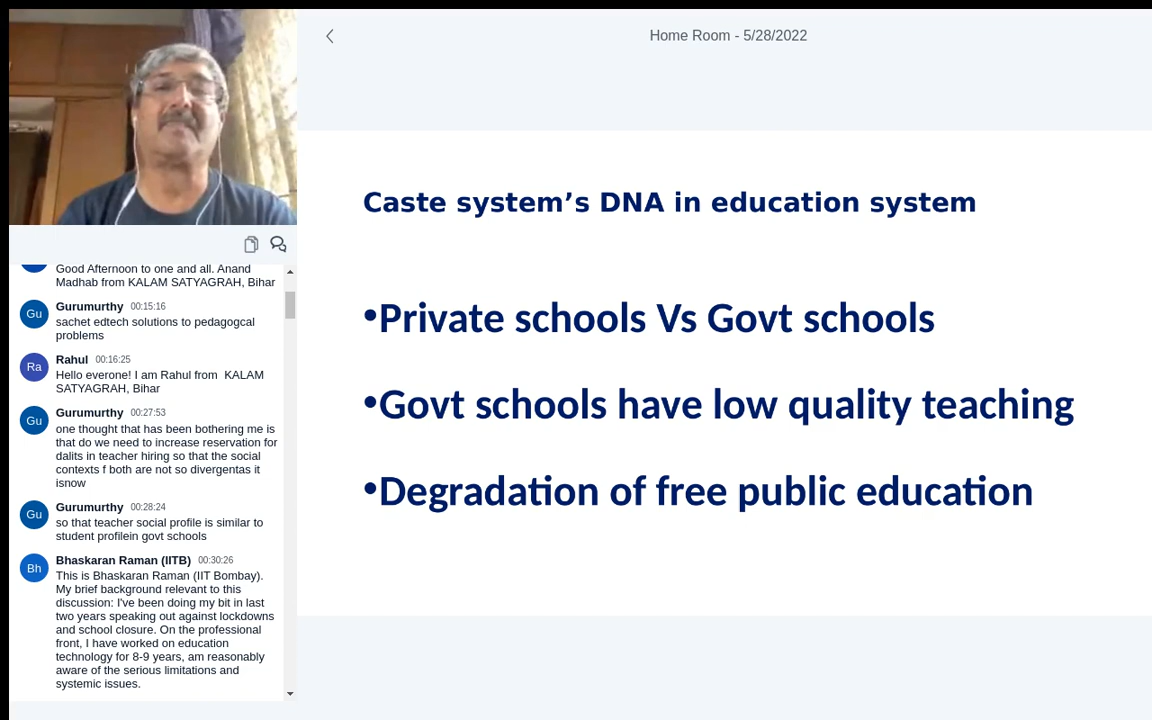 Home Room - 5/28/2022
Good Afternoon to one and all. Anand
Madhab from KALAM SATYAGRAH, Bihar
Gu
Gurumurthy 00:15:16
sachet edtech solutions to pedagogcal
problems
Ra
Rahul 00:16:25
Hello everone! I am Rahul from KALAM
SATYAGRAH, Bihar
Gu
Gurumurthy 00:27:53
one thought that has been bothering me is
that do we need to increase reservation for
dalits in teacher hiring so that the social
contexts f both are not so divergentas it
isnow
Gu
Gurumurthy 00:28:24
so that teacher social profile is similar to
student profilein govt schools
Bh
Bhaskaran Raman (IITB) 00:30:26
This is Bhaskaran Raman (IIT Bombay).
My brief background relevant to this
discussion: I've been doing my bit in last
two years speaking out against lockdowns
and school closure. On the professional
front, I have worked on education
technology for 8-9 years, am reasonably
aware of the serious limitations and
systemic issues.
Caste system’s DNA in education system
•Private schools Vs Govt schools
•Govt schools have low quality teaching
•Degradation of free public education